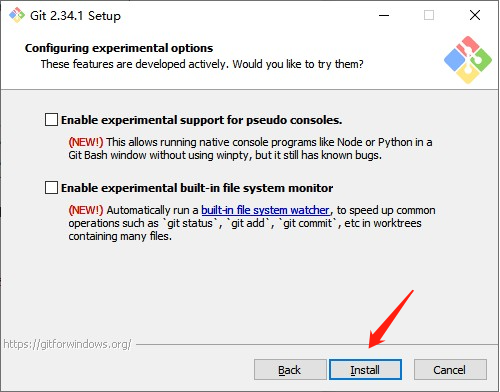 Git 2.34.1 Setup
Configuring experimental options
These features are developed actively. Would you like to try them?
Enable experimental support for pseudo consoles.
(NEW!) This allows running native console programs like Node or Python in a
Git Bash window without using winpty, but it still has known bugs.
Enable experimental built-in file system monitor
(NEW!) Automatically run a built-in file system watcher, to speed up common
operations such as `git status`, `git add`, `git commit`, etc in worktrees
containing many files.
https://gitforwindows.org/
Back Install Cancel